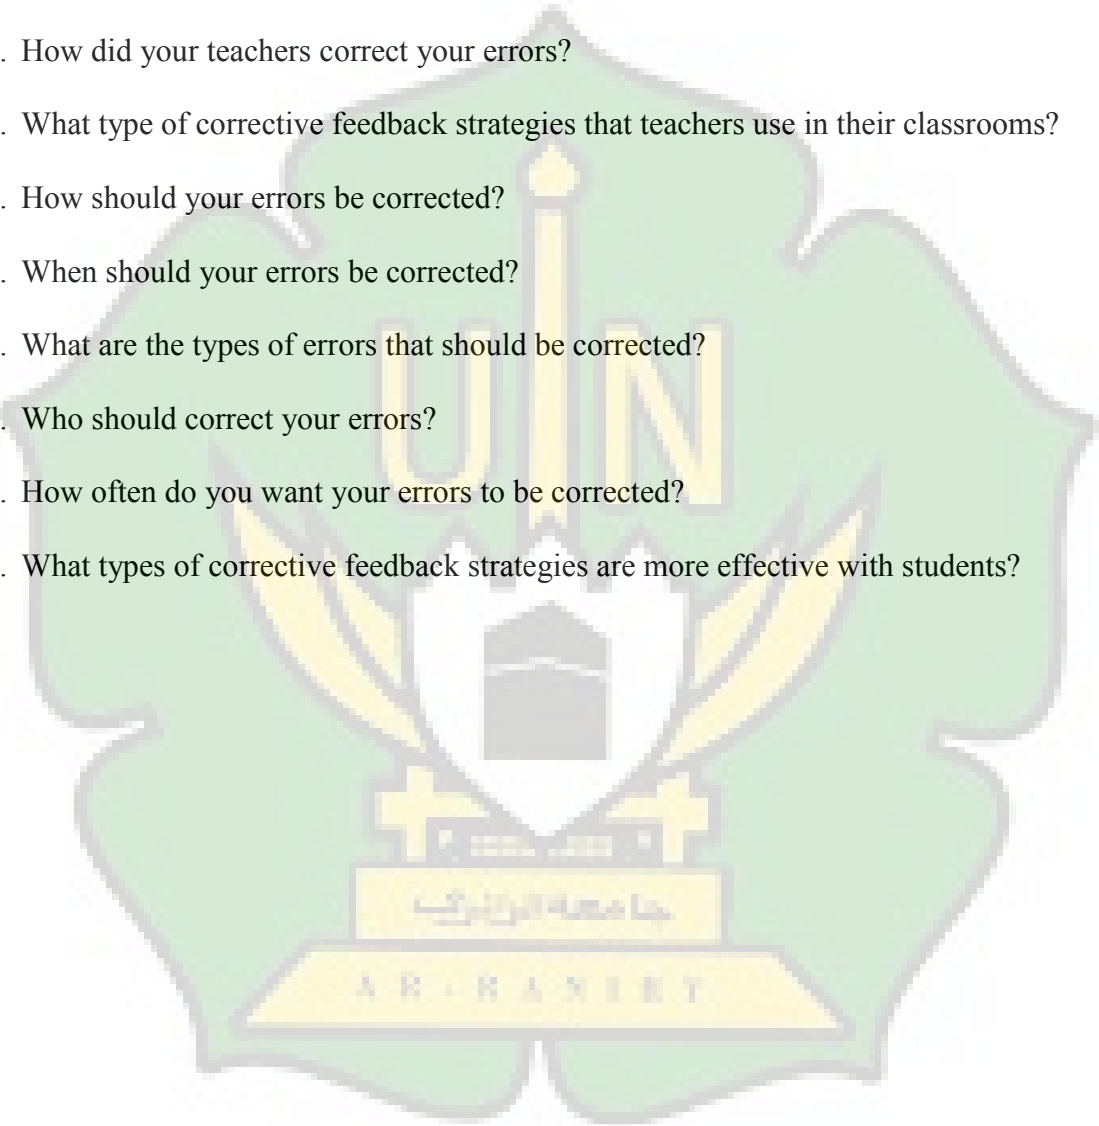 . How did your teachers correct your errors?
. What type of corrective feedback strategies that teachers use in their classrooms?
. How should your errors be corrected?
. When should your errors be corrected?
. What are the types of errors that should be corrected?
. Who should correct your errors?
. How often do you want your errors to be corrected?
. What types of corrective feedback strategies are more effective with students?
UIN
جامعة الرانيري
AR-RANIRY